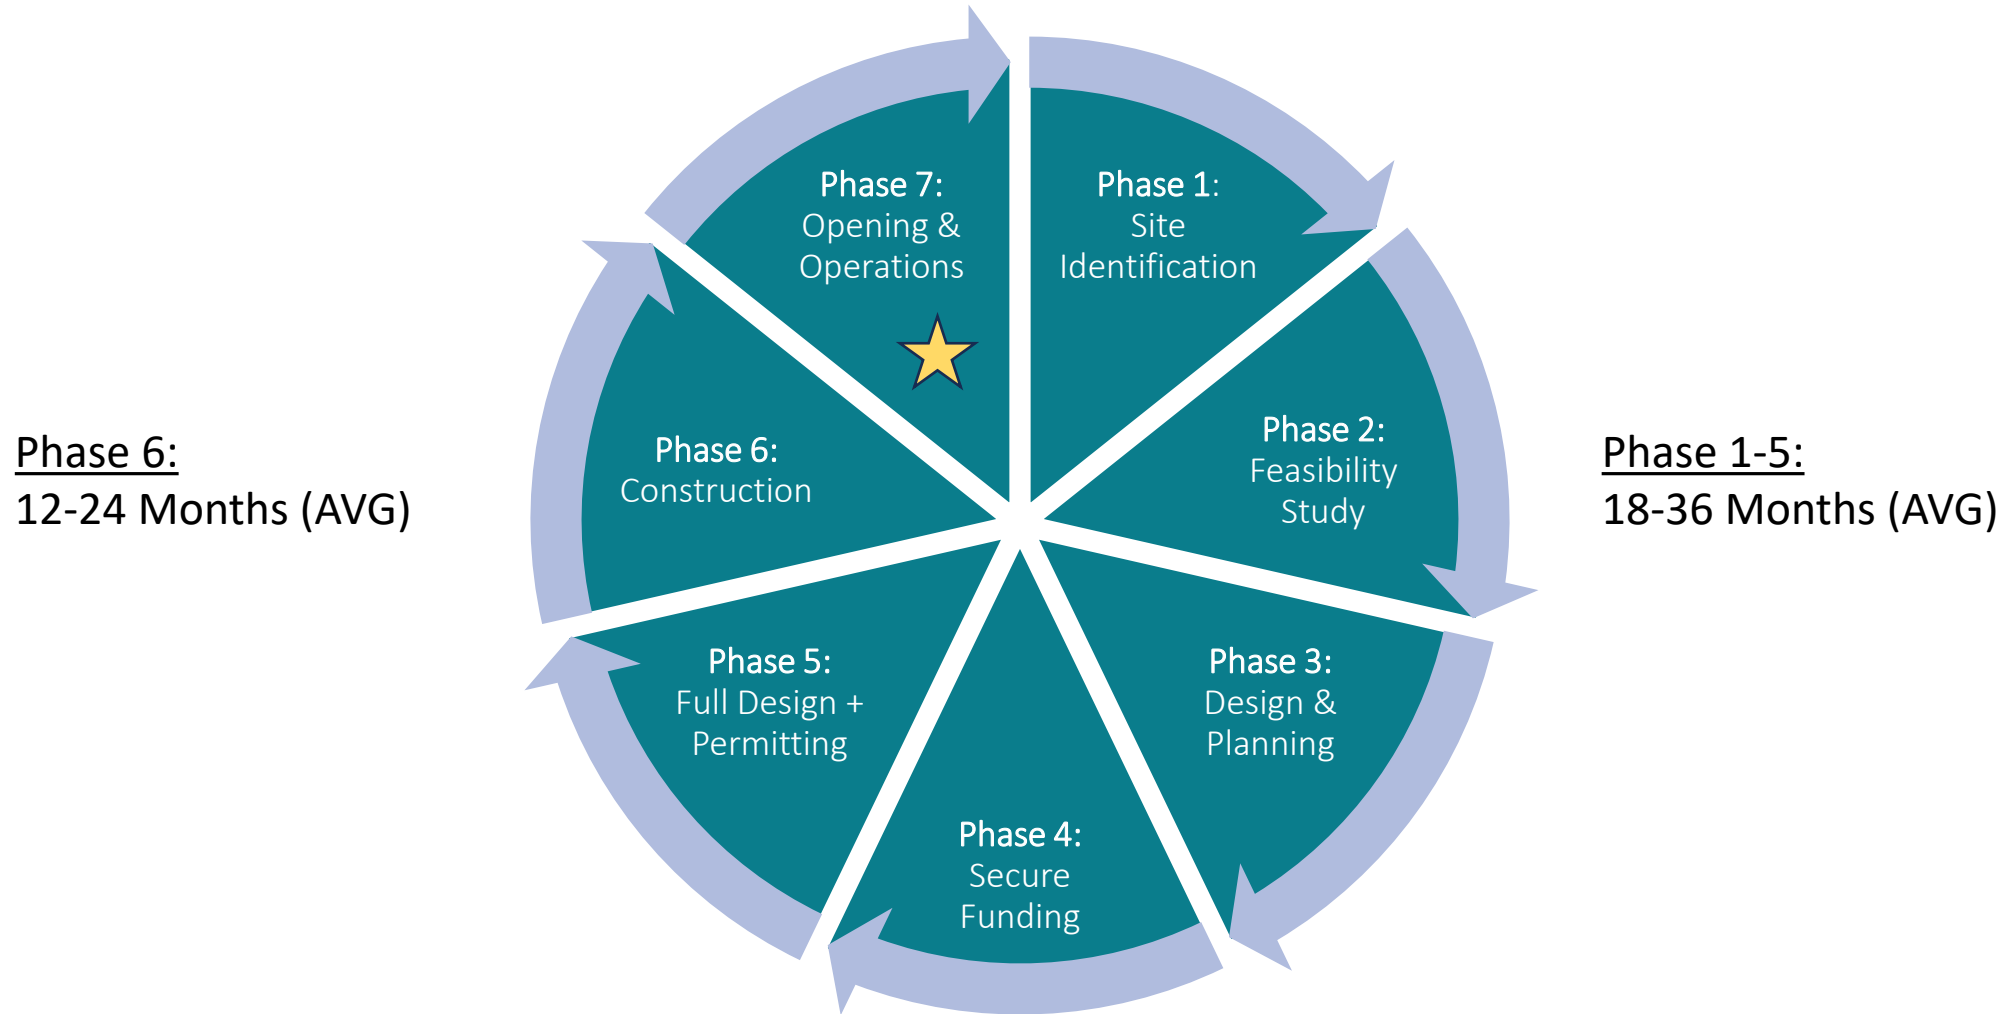 Phase 1:
Site
Identification
Phase 2:
Feasibility
Study
Phase 3:
Design &
Planning
Phase 4:
Secure
Funding
Phase 5:
Full Design +
Permitting
Phase 6:
Construction
Phase 7:
Opening &
Operations
Phase 6:
12-24 Months (AVG)
Phase 1-5:
18-36 Months (AVG)